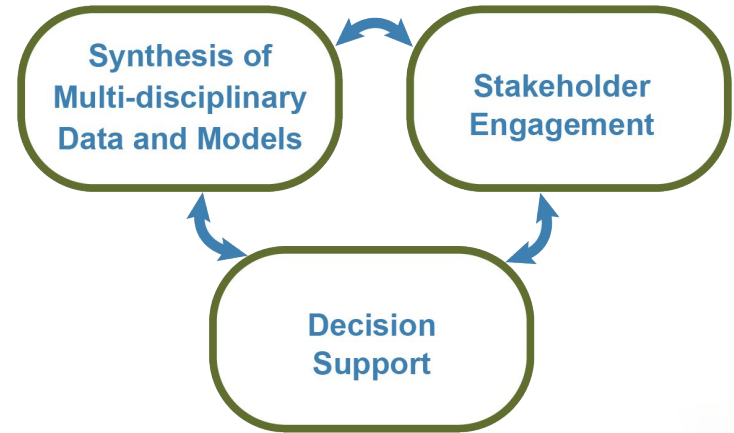 Synthesis of
Multi-disciplinary
Data and Models
Stakeholder
Engagement
Decision
Support